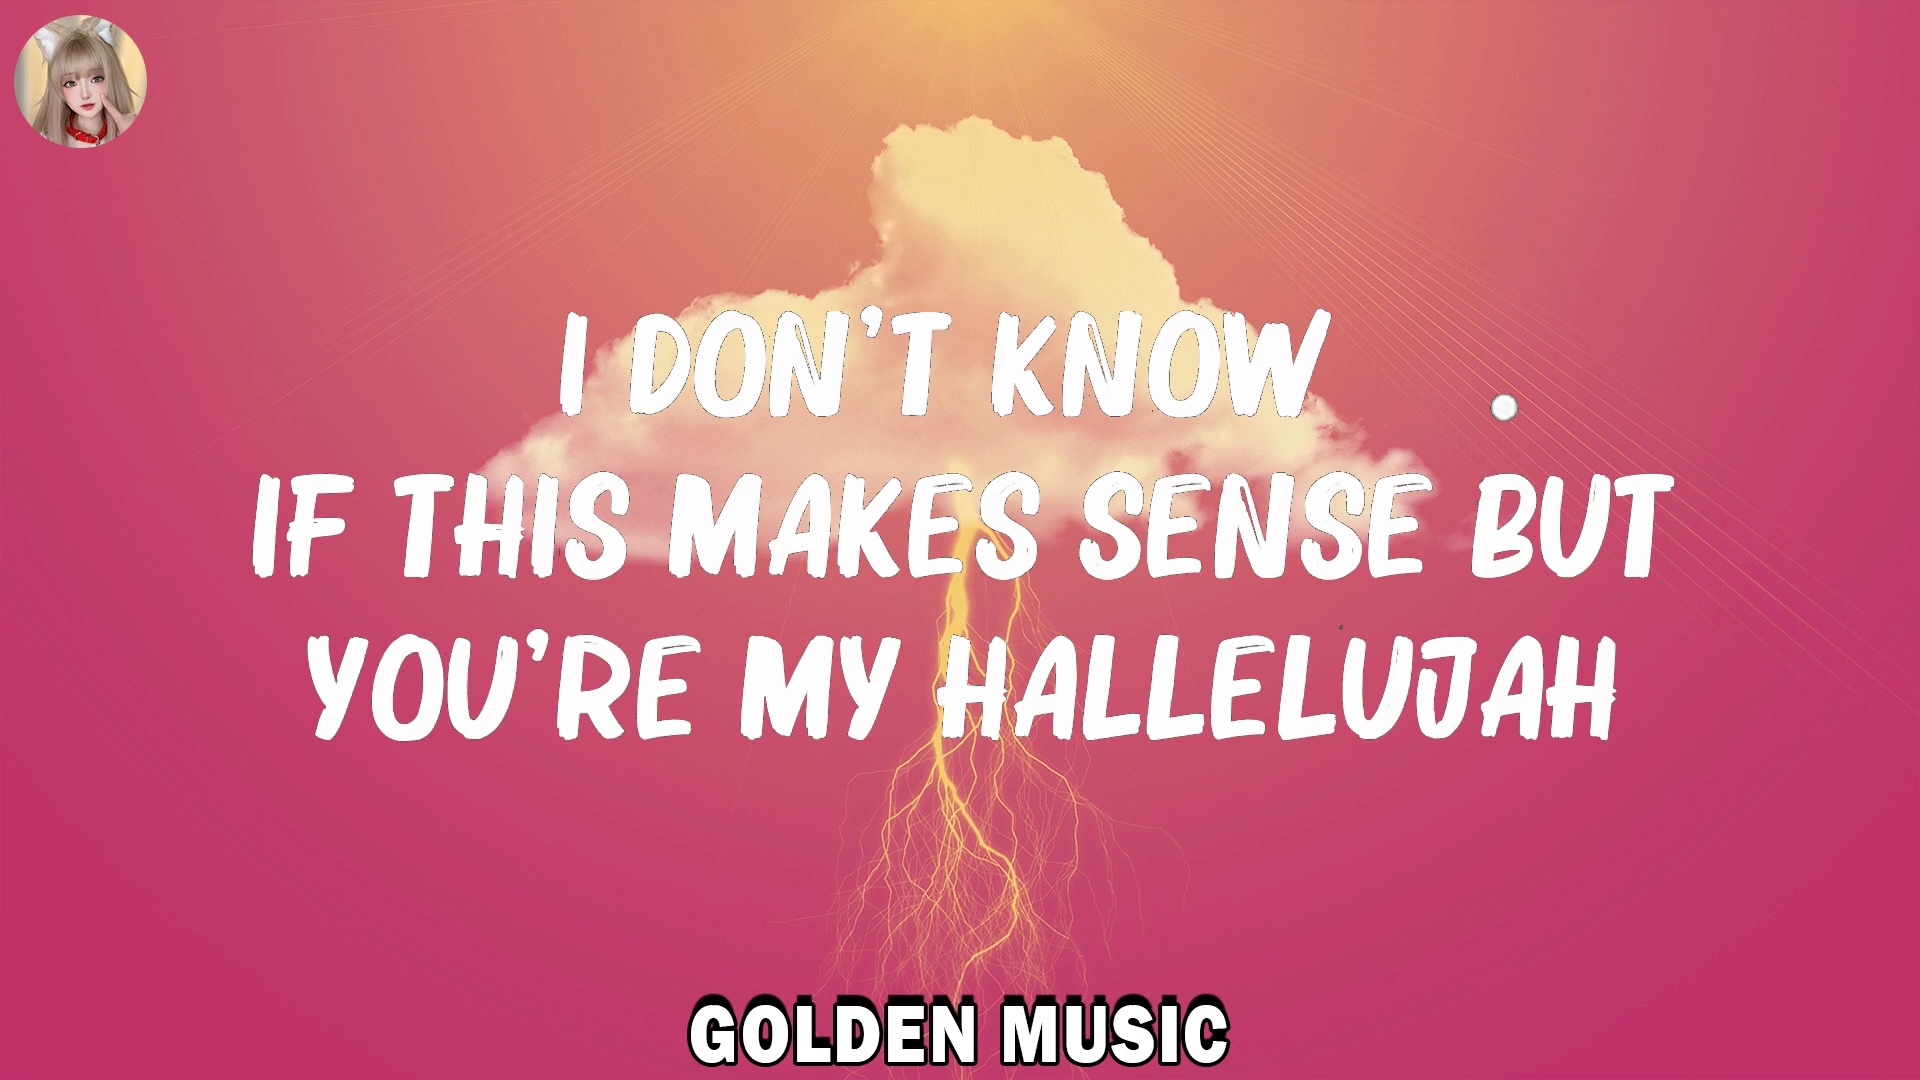 I DON'T KNOW
IF THIS MAKES SENSE BUT
YOU'RE MY HALLELUJAH
GOLDEN MUSIC